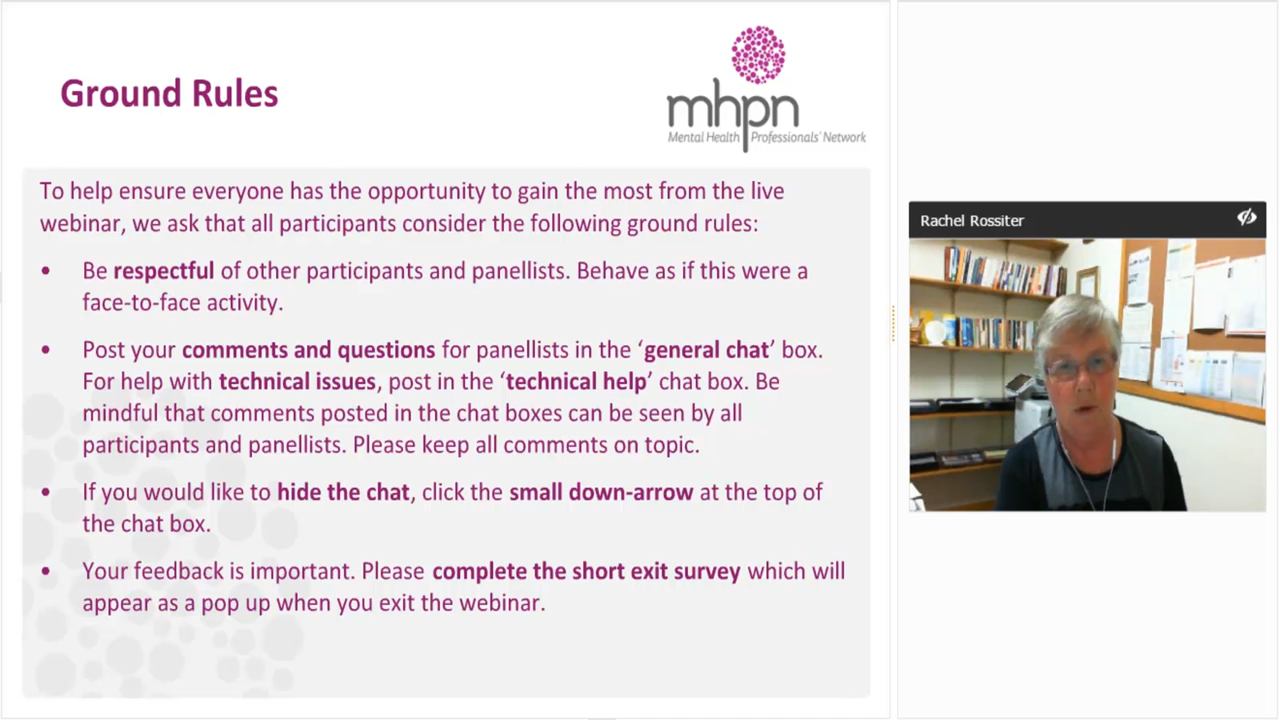 Ground Rules
mhpn
Mental Health Professionals' Network
To help ensure everyone has the opportunity to gain the most from the live
webinar, we ask that all participants consider the following ground rules:
• Be respectful of other participants and panellists. Behave as if this were a
face-to-face activity.
• Post your comments and questions for panellists in the ‘general chat’ box.
For help with technical issues, post in the ‘technical help’ chat box. Be
mindful that comments posted in the chat boxes can be seen by all
participants and panellists. Please keep all comments on topic.
• If you would like to hide the chat, click the small down-arrow at the top of
the chat box.
• Your feedback is important. Please complete the short exit survey which will
appear as a pop up when you exit the webinar.
Rachel Rossiter